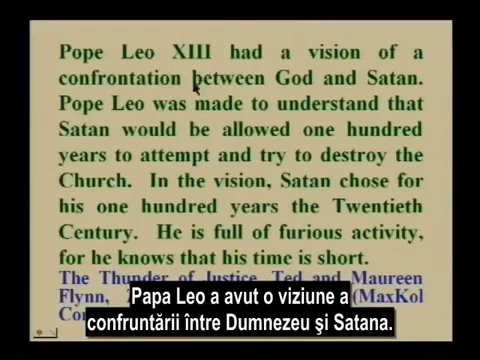 Pope Leo XIII had a vision of a
confrontation between God and Satan.
Pope Leo was made to understand that
Satan would be allowed one hundred
years to attempt and try to destroy the
Church. In the vision, Satan chose for
his one hundred years the Twentieth
Century. He is full of furious activity,
for he knows that his time is short.
The Thunder of Justice, Ted and Maureen
Flynn, (MaxKol
Papa Leo a avut o viziune a
confruntării între Dumnezeu şi Satana.